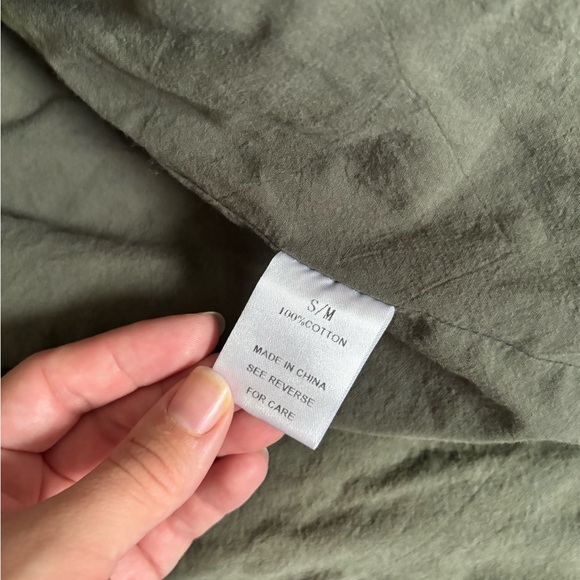 S/M
100%COTTON
MADE IN CHINA
SEE REVERSE
FOR CARE